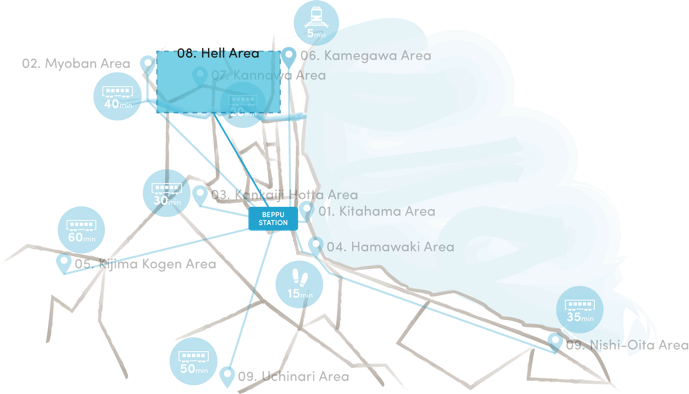 5min
08. Hell Area
06. Kamegawa Area
02. Myoban Area
07. Kannawa Area
40min
20min
30min
03. Kankaiji Hotta Area
01. Kitahama Area
BEPPU
STATION
60min
04. Hamawaki Area
05. Kijima Kogen Area
15min
35min
09. Nishi-Oita Area
50min
09. Uchinari Area